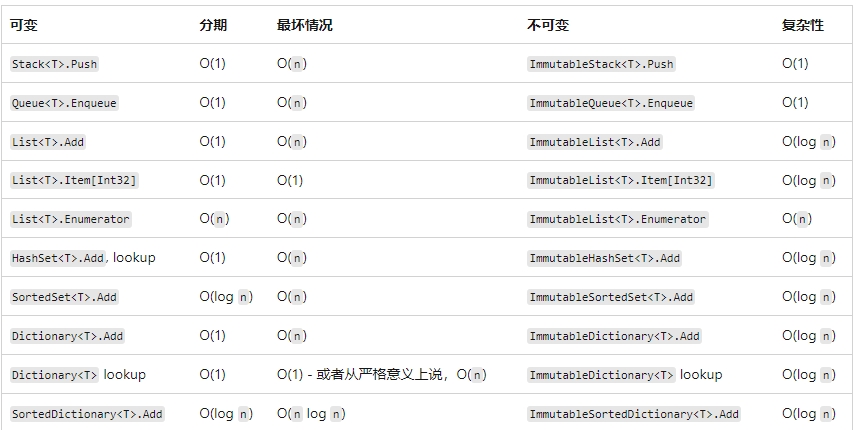 可变 分期 最坏情况 不可变 复杂性
Stack<T>.Push O(1) O(n) ImmutableStack<T>.Push O(1)
Queue<T>.Enqueue O(1) O(n) ImmutableQueue<T>.Enqueue O(1)
List<T>.Add O(1) O(n) ImmutableList<T>.Add O(log n)
List<T>.Item[Int32] O(1) O(1) ImmutableList<T>.Item[Int32] O(log n)
List<T>.Enumerator O(n) O(n) ImmutableList<T>.Enumerator O(n)
HashSet<T>.Add, lookup O(1) O(n) ImmutableHashSet<T>.Add O(log n)
SortedSet<T>.Add O(log n) O(n) ImmutableSortedSet<T>.Add O(log n)
Dictionary<T>.Add O(1) O(n) ImmutableDictionary<T>.Add O(log n)
Dictionary<T> lookup O(1) O(1) - 或者从严格意义上说，O(n) ImmutableDictionary<T> lookup O(log n)
SortedDictionary<T>.Add O(log n) O(n log n) ImmutableSortedDictionary<T>.Add O(log n)